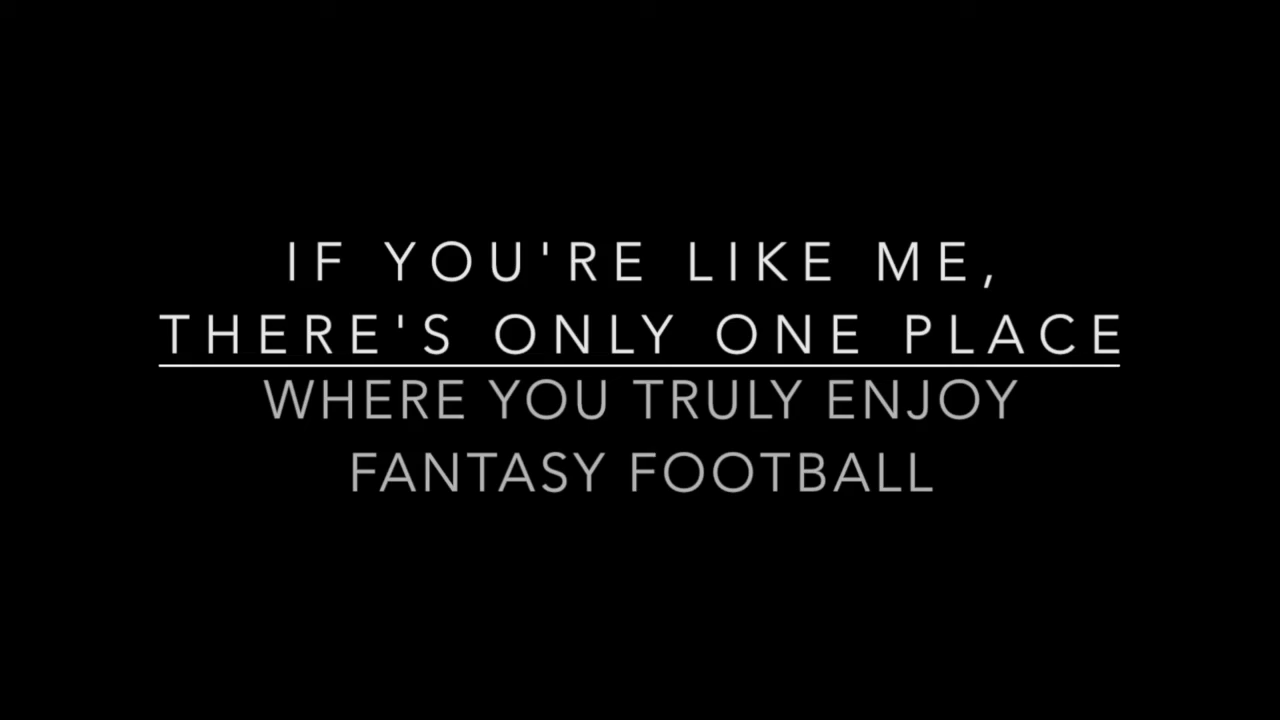 IF YOU'RE LIKE ME,
THERE'S ONLY ONE PLACE
WHERE YOU TRULY ENJOY
FANTASY FOOTBALL